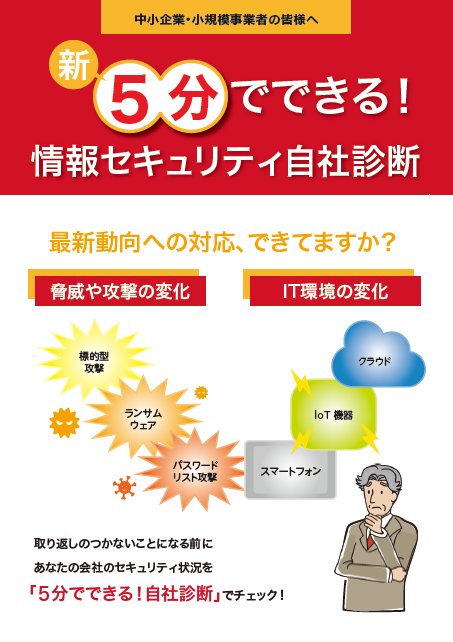 中小企業・小規模事業者の皆様へ
新
5分でできる!
情報セキュリティ自社診断
最新動向への対応、できてますか?
脅威や攻撃の変化
IT環境の変化
標的型
攻撃
ランサム
ウェア
パスワード
リスト攻撃
クラウド
IoT 機器
スマートフォン
取り返しのつかないことになる前に
あなたの会社のセキュリティ状況を
「5分でできる!自社診断」でチェック!